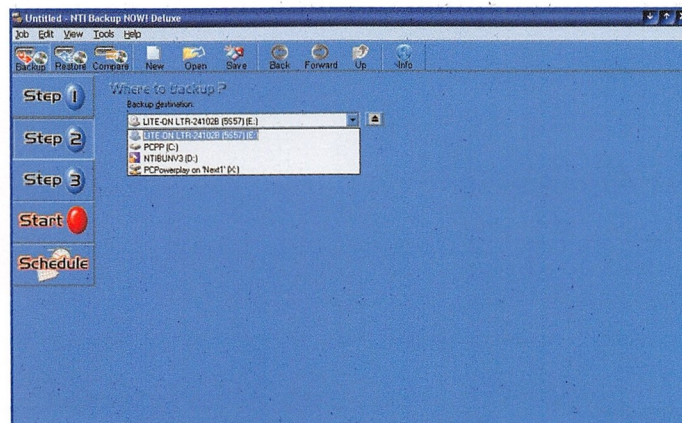 Untitled - NTI Backup NOW! Deluxe
Job Edit View Tools Help
Backup Restore Compare New Open Save Back Forward Up Info
Step 1
Where to Backup?
Backup destination:
LITE-ON LTR-24102B (5S57) (E:)
LITE-ON LTR-24102B (5S57) (E:)
PCPP (C:)
NTIBUNV3 (D:)
PCPowerplay on 'Next1' (X:)
Step 2
Step 3
Start
Schedule